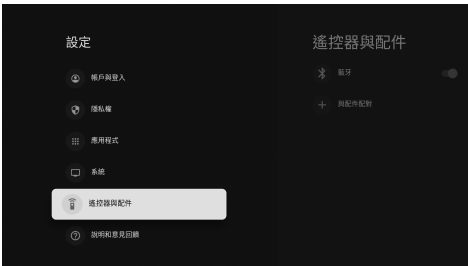 設定
帳戶與登入
隱私權
應用程式
系統
遙控器與配件
說明和意見回饋
遙控器與配件
藍牙
與配件配對